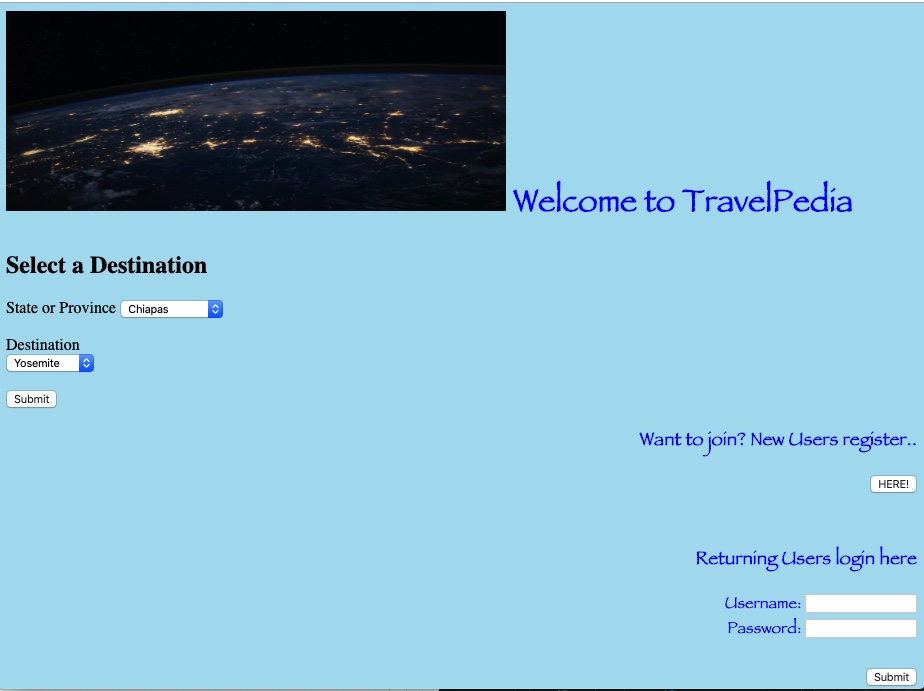 Welcome to TravelPedia
Select a Destination
State or Province Chiapas
Destination
Yosemite
Submit
Want to join? New Users register..
HERE!
Returning Users login here
Username:
Password:
Submit